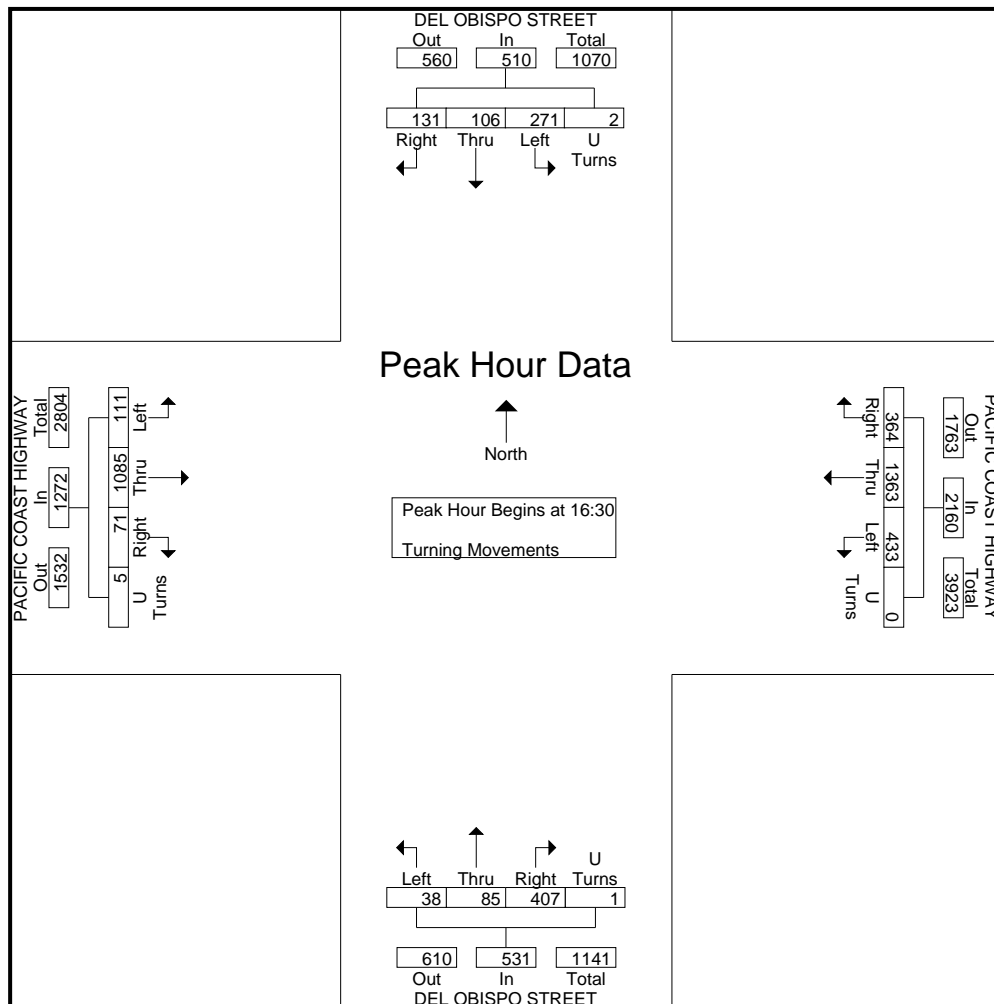 DEL OBISPO STREET
Out In Total
560 510 1070
131 106 271 2
Right Thru Left U Turns
Peak Hour Data
North
Peak Hour Begins at 16:30
Turning Movements
PACIFIC COAST HIGHWAY
Out In Total
1532 1272 2804
111 1085 71 5
Left Thru Right U Turns
PACIFIC COAST HIGHWAY
Out In Total
1763 2160 3923
364 1363 433 0
Right Thru Left U Turns
Left Thru Right U Turns
38 85 407 1
610 531 1141
Out In Total
DEL OBISPO STREET